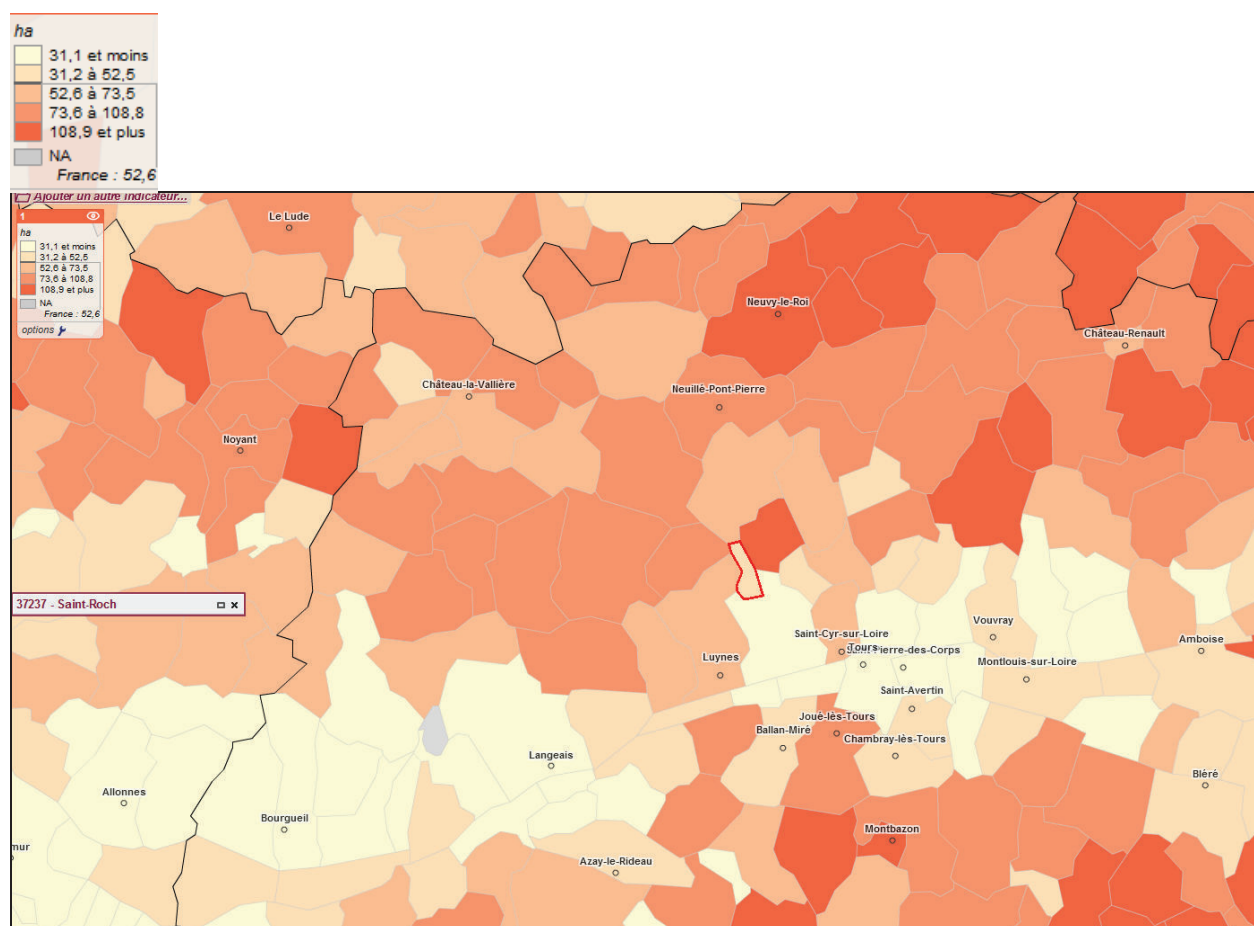 ha
31,1 et moins
31,2 à 52,5
52,6 à 73,5
73,6 à 108,8
108,9 et plus
NA
France : 52,6
Ajouter un autre indicateur...
1
ha
31,1 et moins
31,2 à 52,5
52,6 à 73,5
73,6 à 108,8
108,9 et plus
NA
France : 52,6
options
Le Lude
Neuvy-le-Roi
Château-Renault
Château-la-Vallière
Neuillé-Pont-Pierre
Noyant
37237 - Saint-Roch
Vouvray
Saint-Cyr-sur-Loire
Amboise
Tours
Pierre-des-Corps
Luynes
Montlouis-sur-Loire
Saint-Avertin
Joué-lès-Tours
Ballan-Miré
Chambray-lès-Tours
Langeais
Bléré
Allonnes
Bourgueil
Montbazon
mur
Azay-le-Rideau